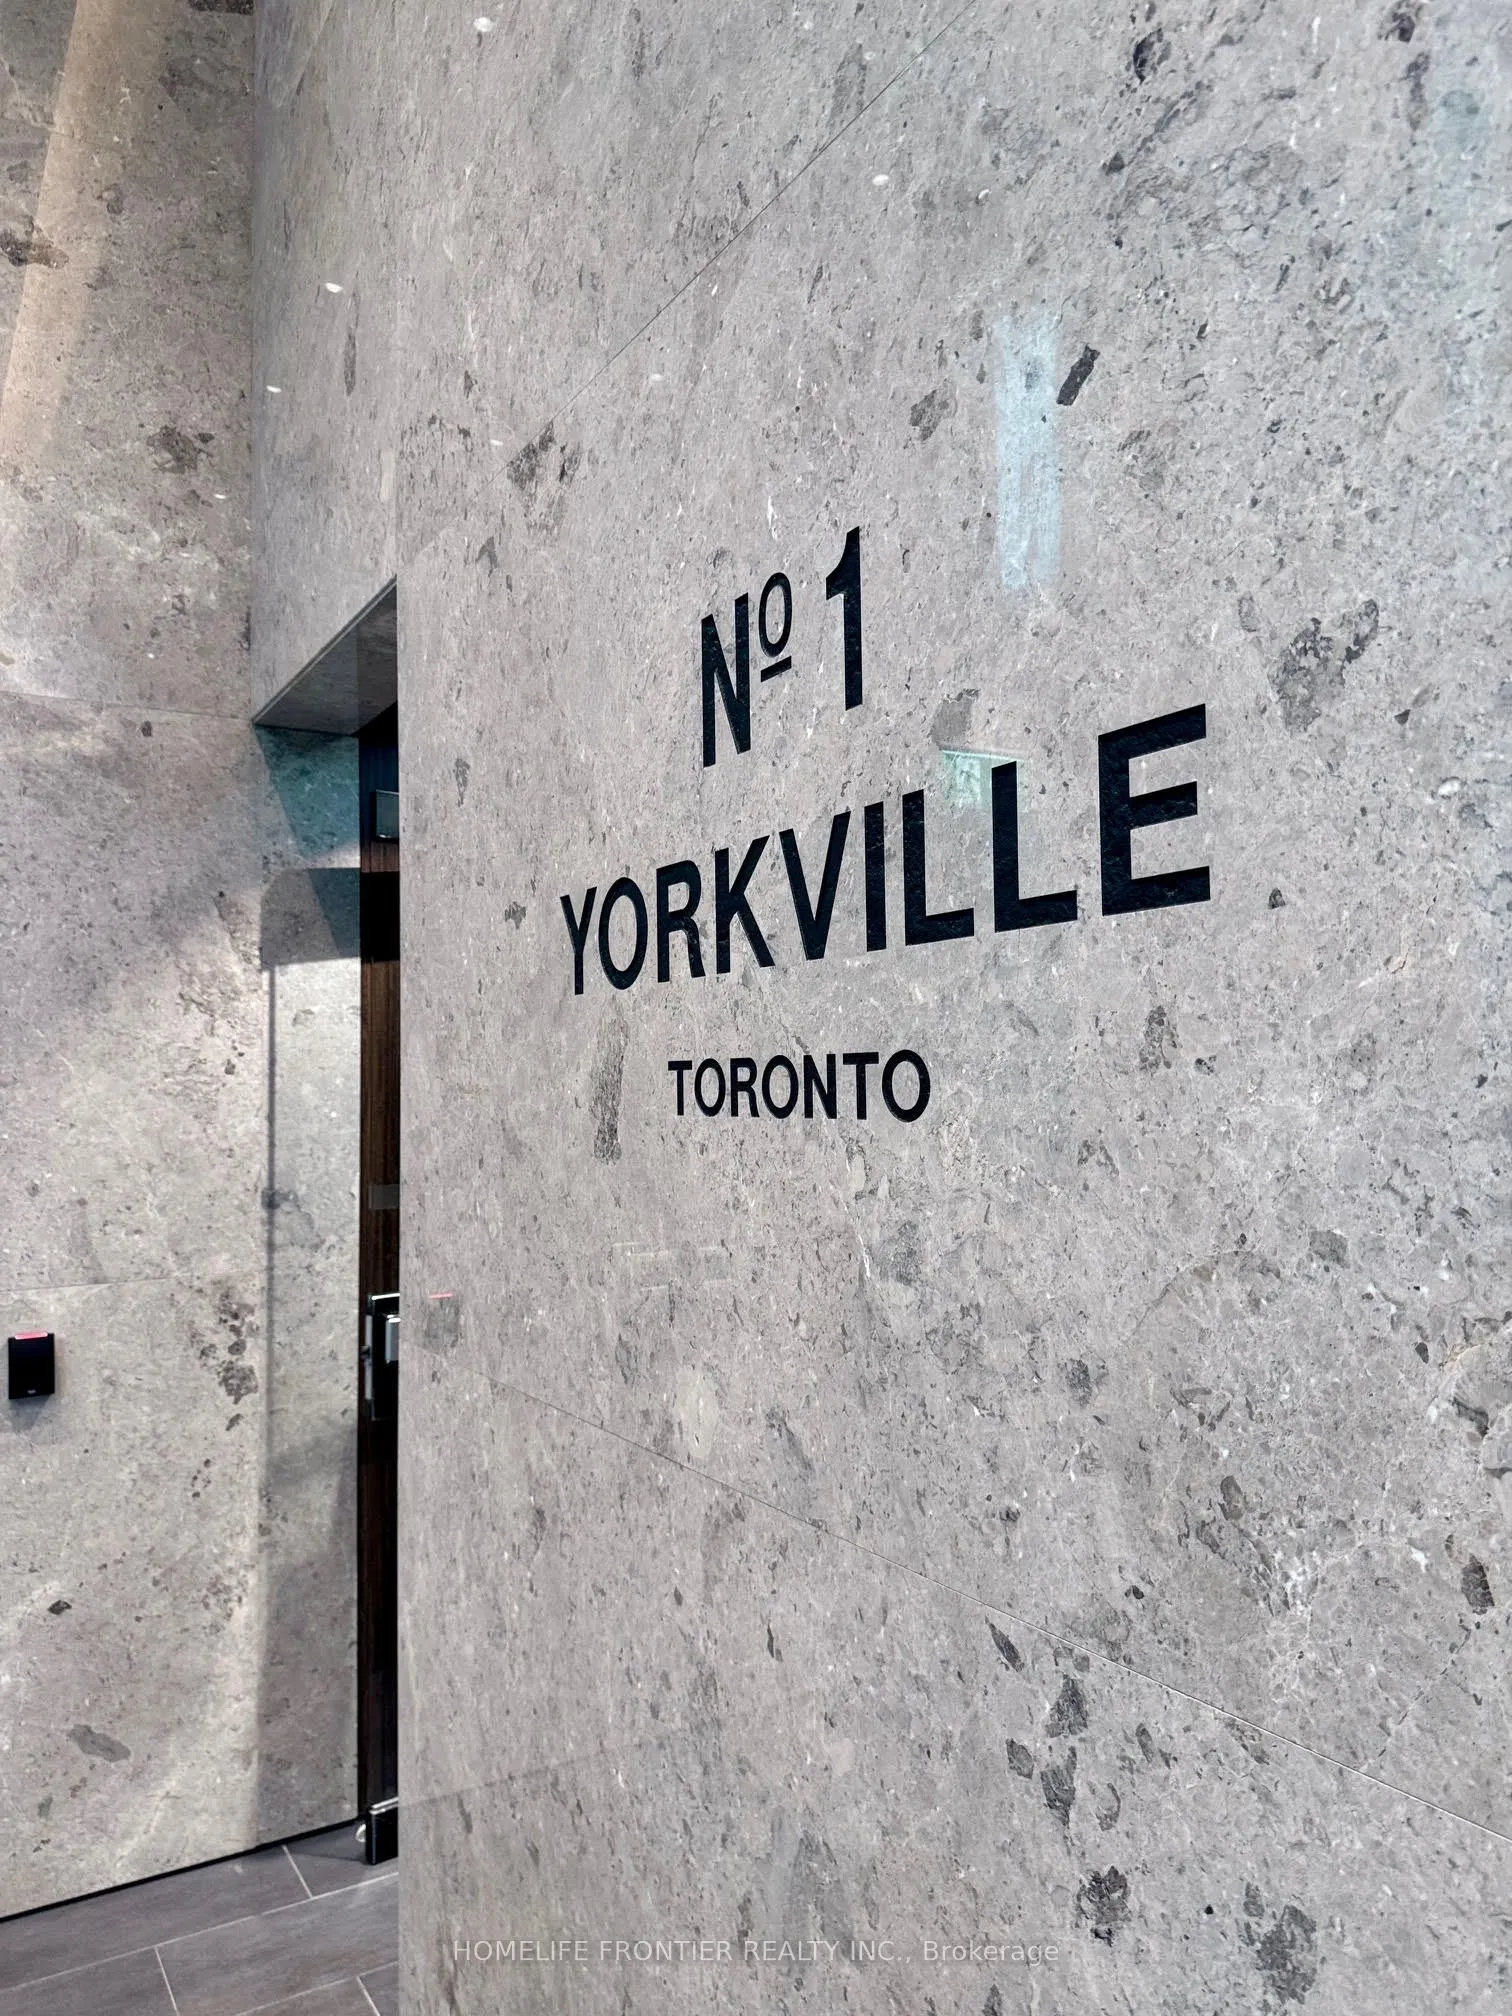 Nº 1
YORKVILLE
TORONTO
HOMELIFE FRONTIER REALTY INC., Brokerage